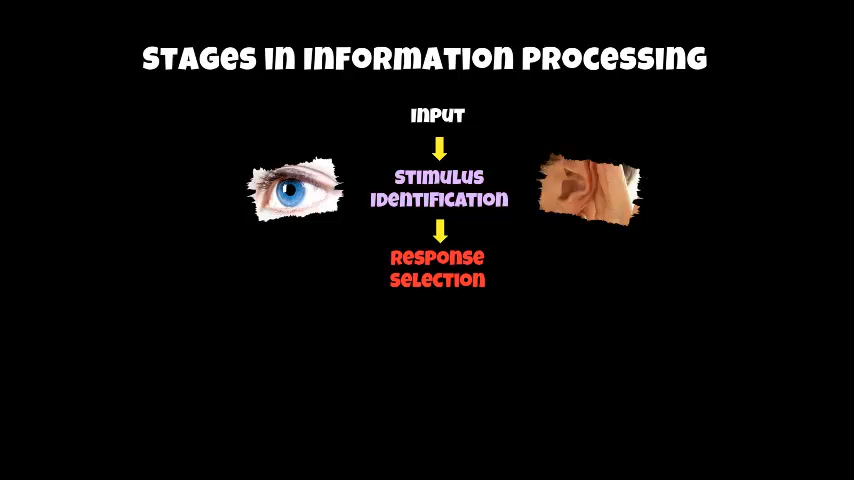 Stages in Information Processing
Input
Stimulus
Identification
Response
Selection